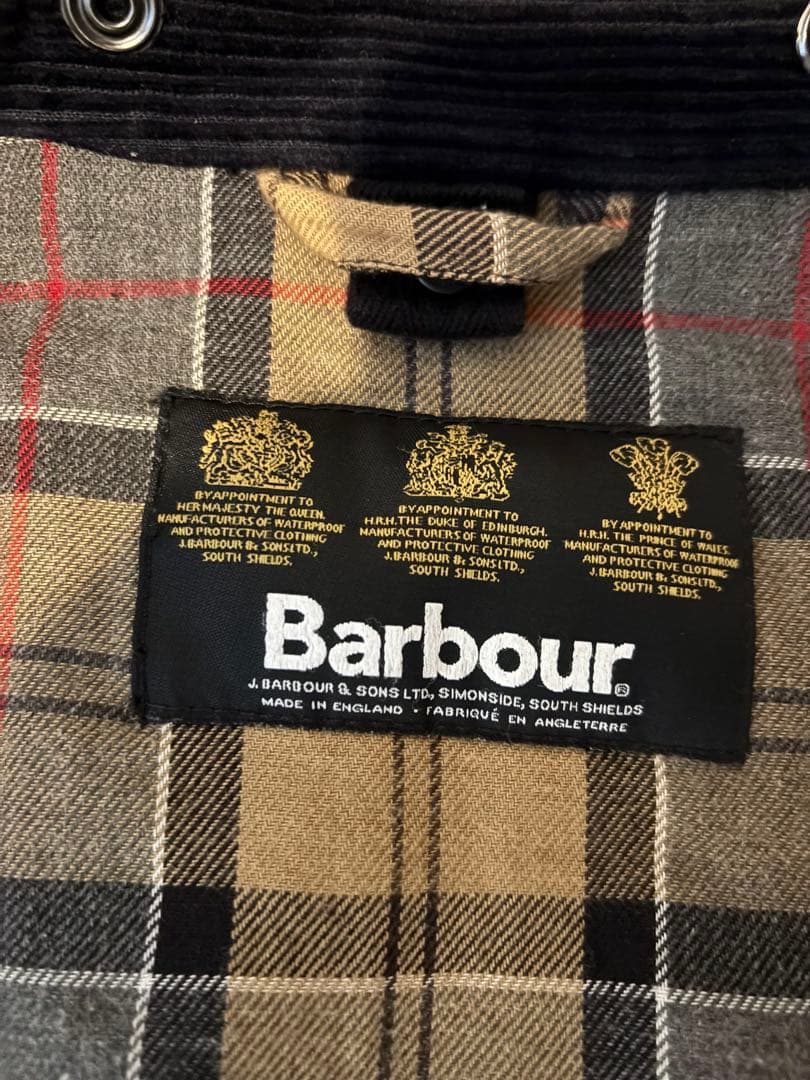 BY APPOINTMENT TO
HER MAJESTY THE QUEEN.
MANUFACTURERS OF WATERPROOF
AND PROTECTIVE CLOTHING
J.BARBOUR & SONS LTD.,
SOUTH SHIELDS.
BY APPOINTMENT TO
H.R.H. THE DUKE OF EDINBURGH.
MANUFACTURERS OF WATERPROOF
AND PROTECTIVE CLOTHING
J.BARBOUR & SONS LTD.,
SOUTH SHIELDS.
BY APPOINTMENT TO
H.R.H. THE PRINCE OF WALES.
MANUFACTURERS OF WATERPROOF
AND PROTECTIVE CLOTHING
J.BARBOUR & SONS LTD.,
SOUTH SHIELDS.
Barbour®
J. BARBOUR & SONS LTD, SIMONSIDE, SOUTH SHIELDS
MADE IN ENGLAND · FABRIQUÉ EN ANGLETERRE